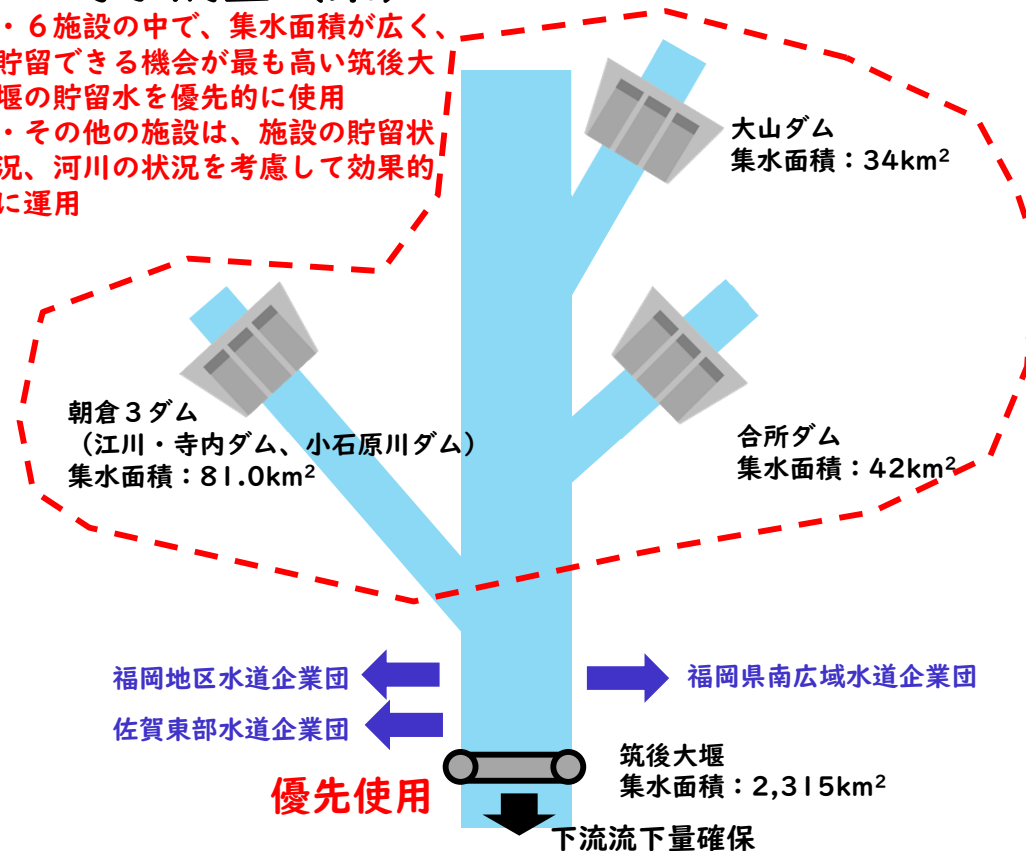 ・６施設の中で、集水面積が広く、
貯留できる機会が最も高い筑後大
堰の貯留水を優先的に使用
・その他の施設は、施設の貯留状
況、河川の状況を考慮して効果的
に運用
大山ダム
集水面積：34km²
朝倉３ダム
（江川・寺内ダム、小石原川ダム）
集水面積：81.0km²
合所ダム
集水面積：42km²
福岡地区水道企業団
福岡県南広域水道企業団
佐賀東部水道企業団
筑後大堰
集水面積：2,315km²
優先使用
下流流下量確保